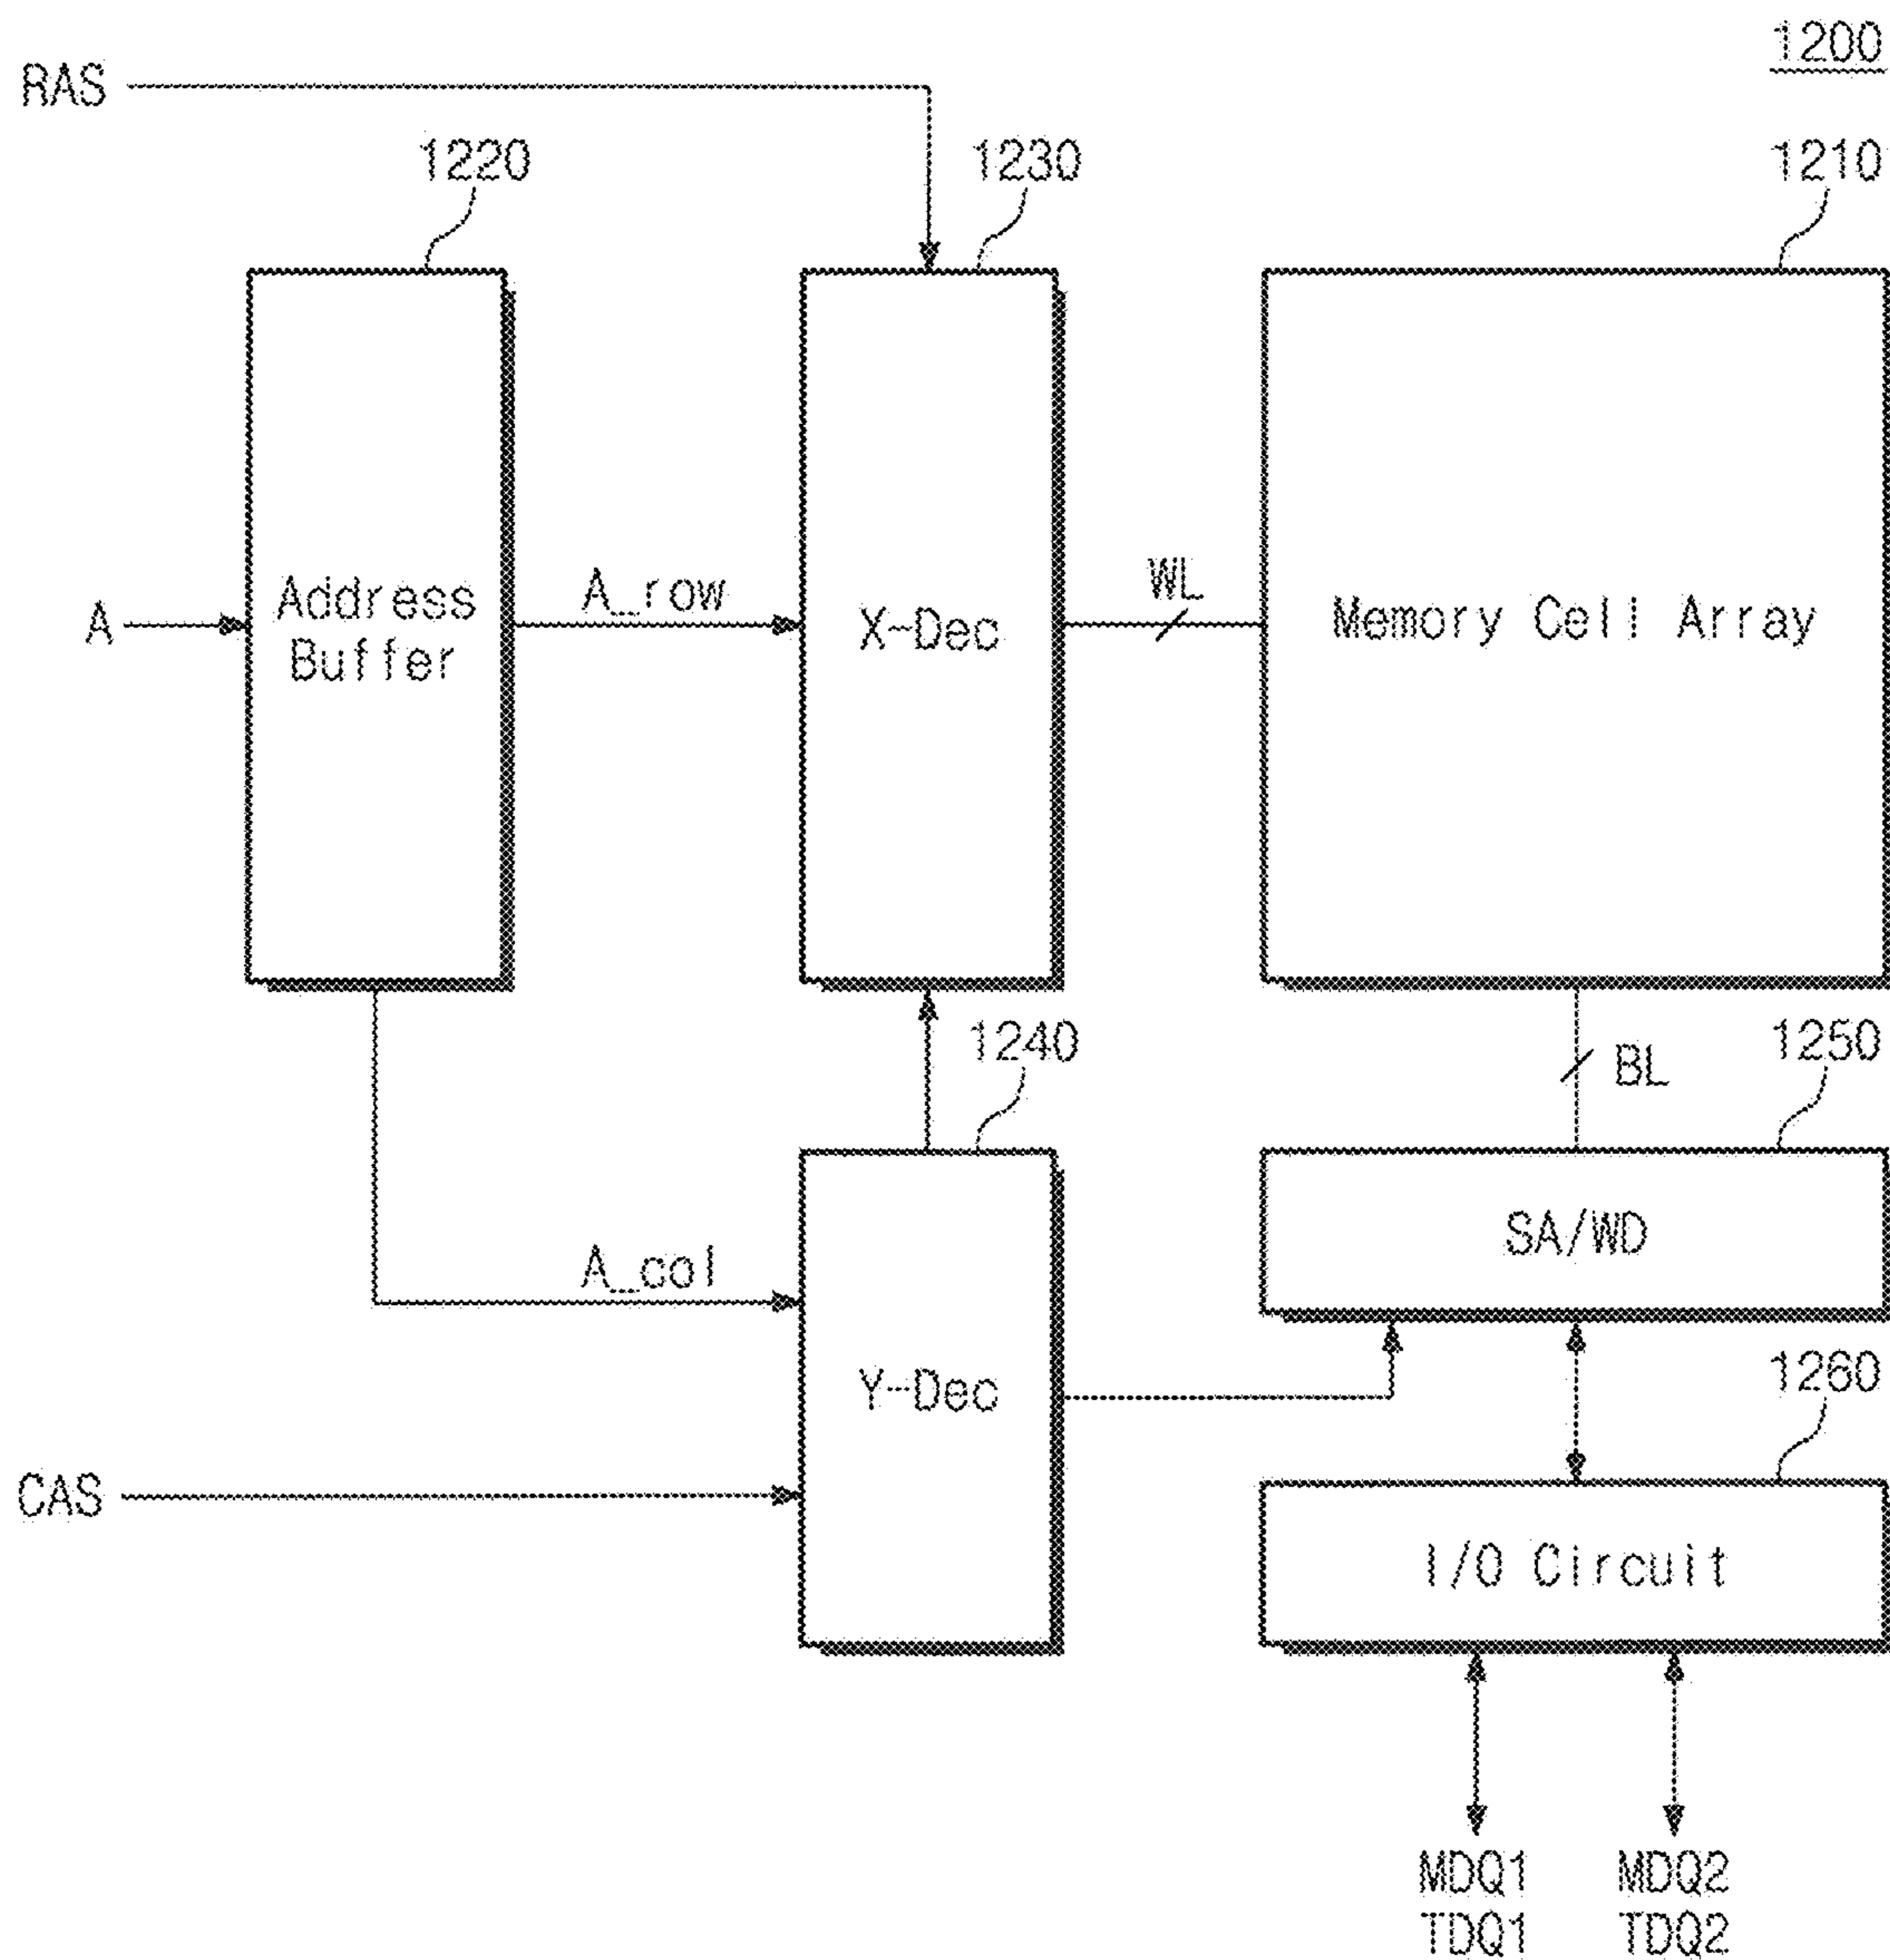 1200
RAS
1220
1230
1210
A
Address
Buffer
A_row
X-Dec
WL
Memory Cell Array
1240
1250
BL
A_col
SA/WD
Y-Dec
1260
CAS
I/O Circuit
MDQ1
TDQ1
MDQ2
TDQ2